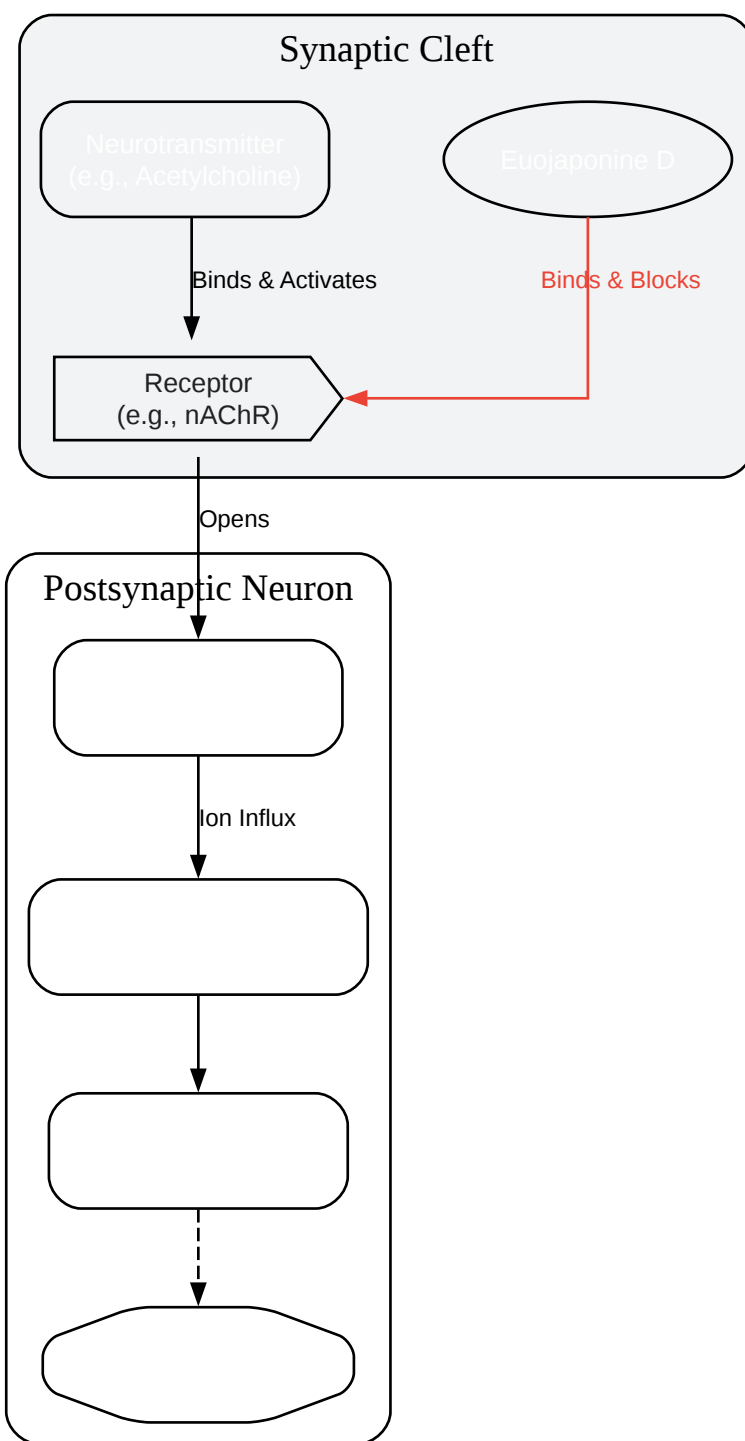 Synaptic Cleft
Neurotransmitter
(e.g., Acetylcholine)
Euojaponine D
Binds & Activates
Binds & Blocks
Receptor
(e.g., nAChR)
Opens
Postsynaptic Neuron
Ion Influx